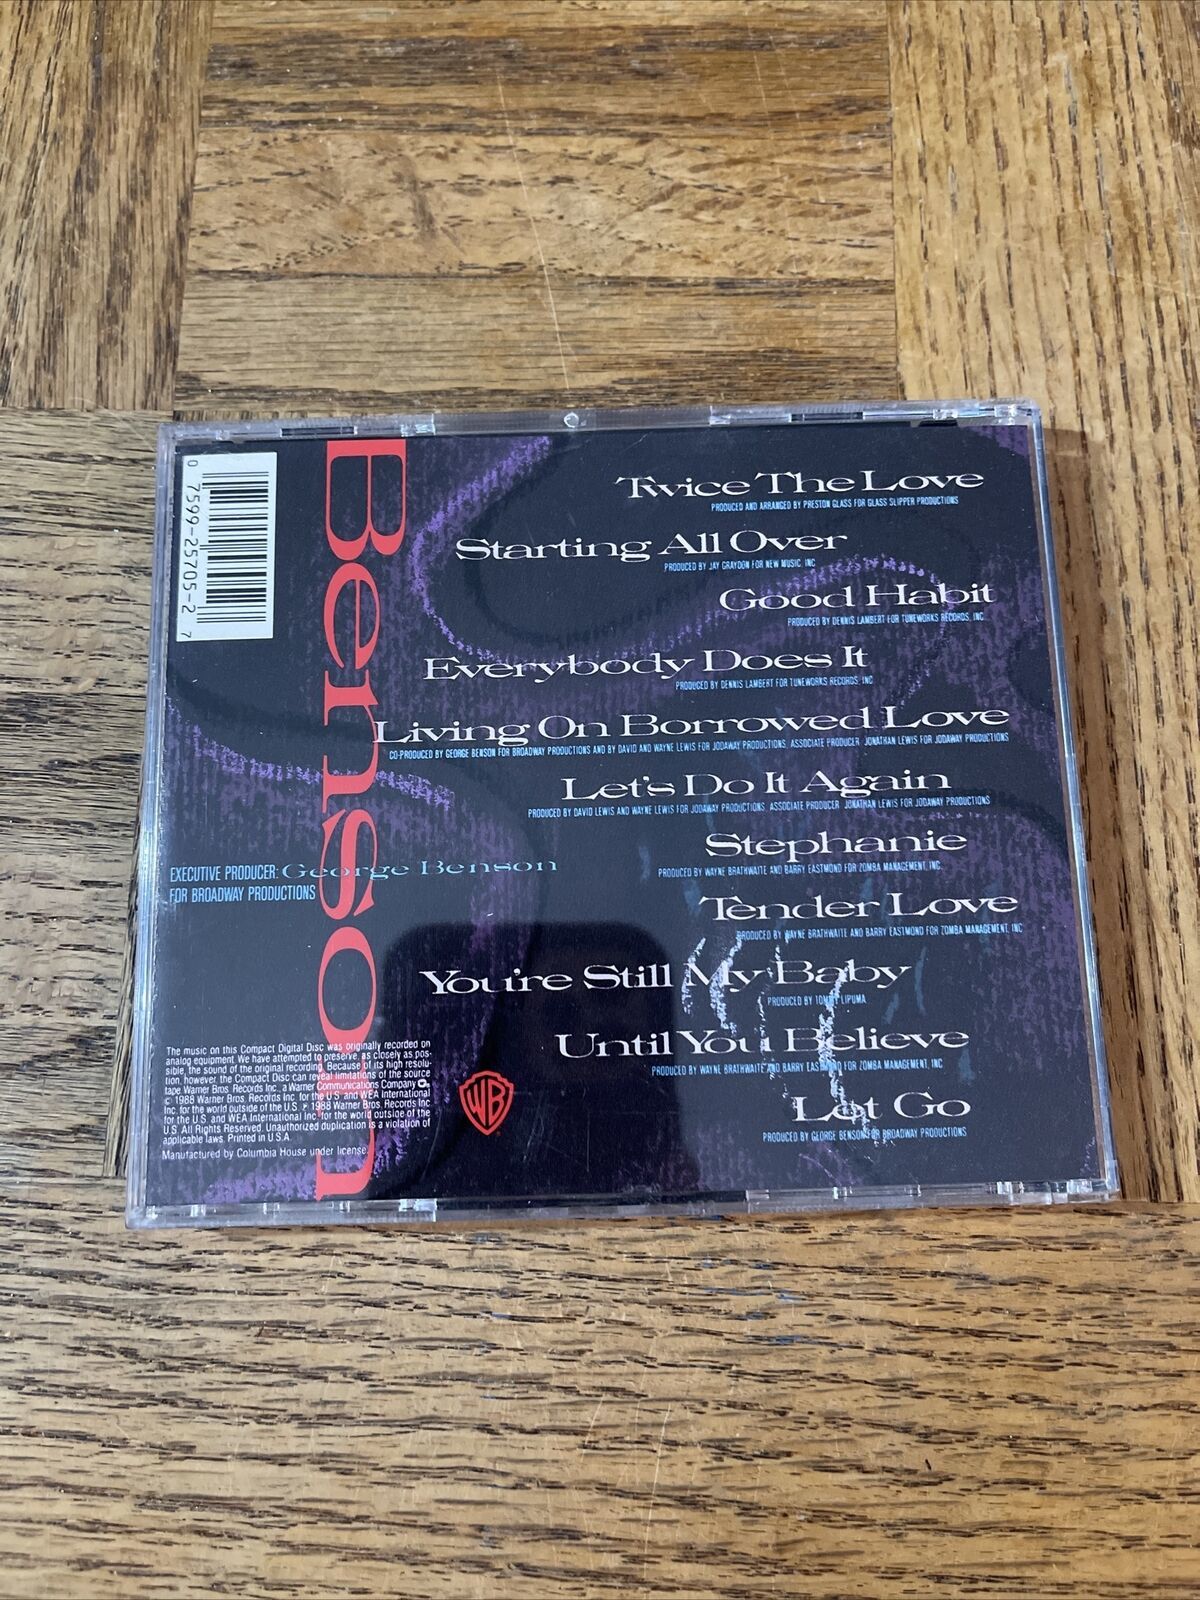 0 7599-25705-2 7
Benson
Twice The Love
PRODUCED AND ARRANGED BY PRESTON GLASS FOR GLASS SLIPPER PRODUCTIONS
Starting All Over
PRODUCED BY JAY GRAYDON FOR NEW MUSIC, INC
Good Habit
PRODUCED BY DENNIS LAMBERT FOR TUNEWORKS RECORDS, INC
Everybody Does It
PRODUCED BY DENNIS LAMBERT FOR TUNEWORKS RECORDS, INC
Living On Borrowed Love
CO-PRODUCED BY GEORGE BENSON FOR BROADWAY PRODUCTIONS AND BY DAVID AND WAYNE LEWIS FOR JODAWAY PRODUCTIONS, ASSOCIATE PRODUCER JONATHAN LEWIS FOR JODAWAY PRODUCTIONS
Let's Do It Again
PRODUCED BY DAVID LEWIS AND WAYNE LEWIS FOR JODAWAY PRODUCTIONS, ASSOCIATE PRODUCER JONATHAN LEWIS FOR JODAWAY PRODUCTIONS
Stephanie
PRODUCED BY WAYNE BRATHWAITE AND BARRY EASTMOND FOR ZOMBA MANAGEMENT, INC.
Tender Love
PRODUCED BY WAYNE BRATHWAITE AND BARRY EASTMOND FOR ZOMBA MANAGEMENT, INC
You're Still My Baby
PRODUCED BY TOMMY LIPUMA
Until You Believe
PRODUCED BY WAYNE BRATHWAITE AND BARRY EASTMOND FOR ZOMBA MANAGEMENT, INC
Let Go
PRODUCED BY GEORGE BENSON FOR BROADWAY PRODUCTIONS
EXECUTIVE PRODUCER: George Benson
FOR BROADWAY PRODUCTIONS
The music on this Compact Digital Disc was originally recorded on
analog equipment. We have attempted to preserve, as closely as pos-
sible, the sound of the original recording. Because of its high resolu-
tion, however, the Compact Disc can reveal limitations of the source
tape. Warner Bros. Records Inc., a Warner Communications Company
© 1988 Warner Bros. Records Inc. for the U.S. and WEA International
Inc. for the world outside of the U.S. ℗ 1988 Warner Bros. Records Inc.
for the U.S. and WEA International Inc. for the world outside of the
U.S. All Rights Reserved. Unauthorized duplication is a violation of
applicable laws. Printed in U.S.A.
Manufactured by Columbia House under license.
WB